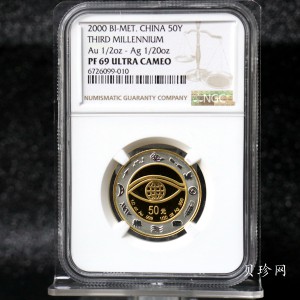 2000 BI-MET. CHINA 50Y
THIRD MILLENNIUM
Au 1/2oz - Ag 1/20oz
PF 69 ULTRA CAMEO
6726099-010
NUMISMATIC GUARANTY COMPANY
NGC
50元
贝珍网